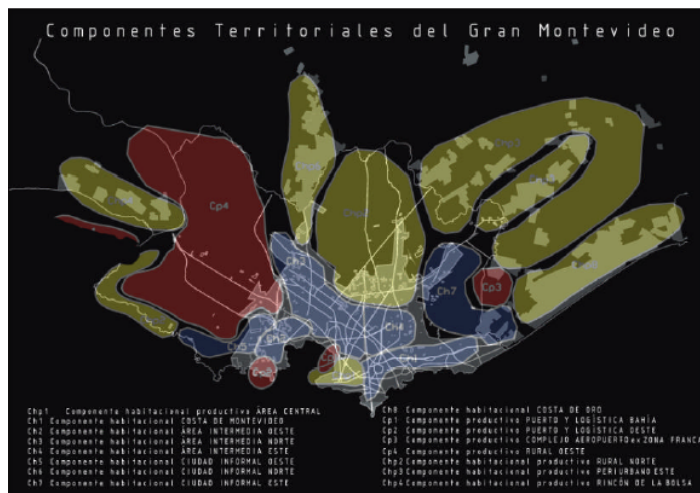 Componentes Territoriales del Gran Montevideo
Cp4
Ch7
Cp3
Ch4
Chp1 Componente habitacional productivo ÁREA CENTRAL
Ch1 Componente habitacional COSTA DE MONTEVIDEO
Ch2 Componente habitacional ÁREA INTERMEDIA OESTE
Ch3 Componente habitacional ÁREA INTERMEDIA NORTE
Ch4 Componente habitacional ÁREA INTERMEDIA ESTE
Ch5 Componente habitacional CIUDAD INFORMAL OESTE
Ch6 Componente habitacional CIUDAD INFORMAL NORTE
Ch7 Componente habitacional CIUDAD INFORMAL ESTE
Ch8 Componente habitacional COSTA DE ORO
Cp1 Componente productivo PUERTO Y LOGÍSTICA BAHÍA
Cp2 Componente productivo PUERTO Y LOGÍSTICA OESTE
Cp3 Componente productivo COMPLEJO AEROPUERTO ex ZONA FRANCA
Cp4 Componente productivo RURAL OESTE
Chp2 Componente habitacional productivo RURAL NORTE
Chp3 Componente habitacional productivo PERIURBANO ESTE
Chp4 Componente habitacional productivo RINCÓN DE LA BOLSA